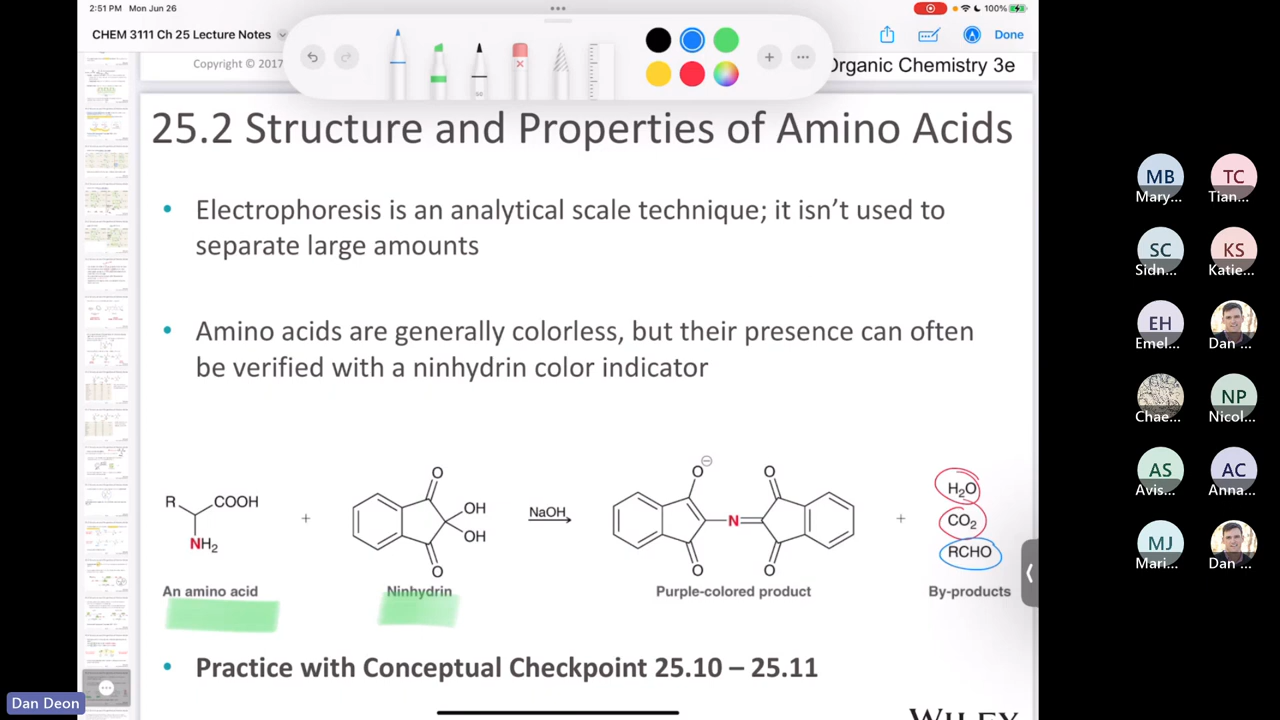 2:51 PM Mon Jun 26
100%
CHEM 3111 Ch 25 Lecture Notes
Done
Copyright © 2017
Organic Chemistry 3e
25.2 Structure and Properties of Amino Acids
• Electrophoresis is an analytical scale technique; it isn’t used to
separate large amounts
• Amino acids are generally colorless, but their presence can often
be verified with a ninhydrin color indicator
R COOH
NH2
+
O
OH
OH
O
NaOH
O ⊖
O
N
O
O
+
H2O
CO2
RCHO
An amino acid
Ninhydrin
Purple-colored product
By-products
• Practice with Conceptual Checkpoint 25.10 – 25.11
WILEY
Dan Deon
MB
TC
Mary...
Tian...
SC
KS
Sidn...
Katie...
EH
Emel...
Dan ...
NP
Chae...
Nicol...
AS
AC
Avis...
Anna...
MJ
Mari...
Dan ...